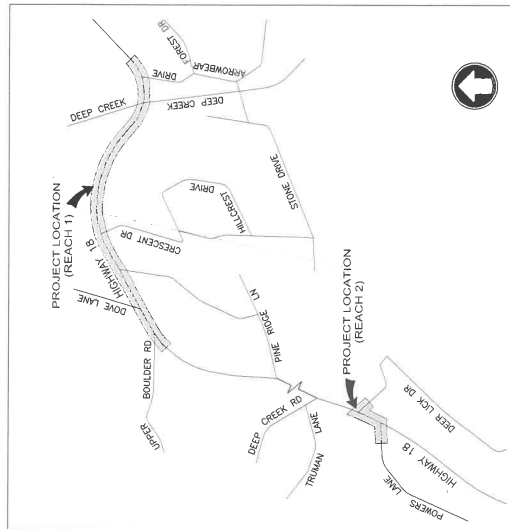 FOREST DR
DRIVE
ARROWBEAR
DEEP CREEK
DEEP CREEK
PROJECT LOCATION
(REACH 1)
STONE DRIVE
DRIVE
HILLCREST
CRESCENT DR
HIGHWAY 18
DOVE LANE
PINE RIDGE LN
UPPER
BOULDER RD
PROJECT LOCATION
(REACH 2)
DEEP CREEK RD
TRUMAN
LANE
DEER LICK DR
HIGHWAY 18
POWERS LANE